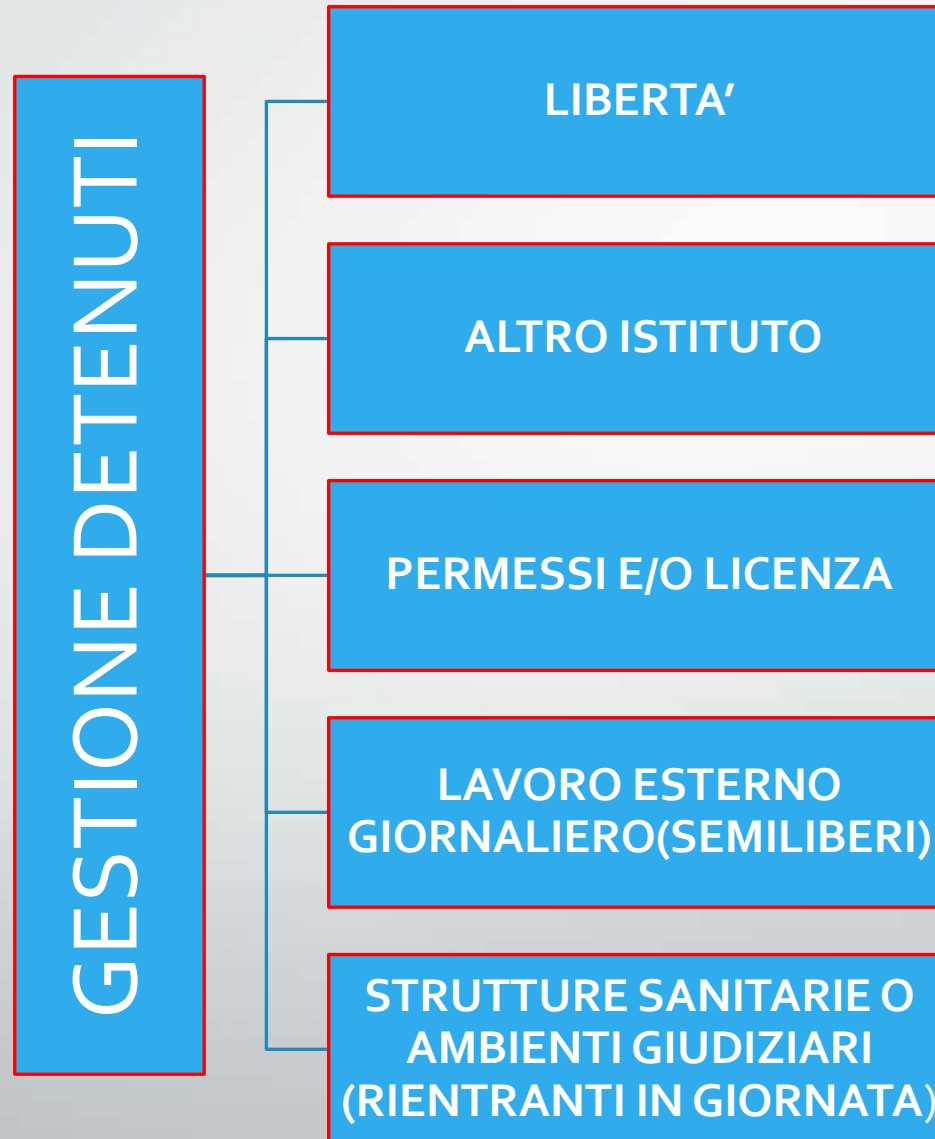 GESTIONE DETENUTI
LIBERTA’
ALTRO ISTITUTO
PERMESSI E/O LICENZA
LAVORO ESTERNO
GIORNALIERO(SEMILIBERI)
STRUTTURE SANITARIE O
AMBIENTI GIUDIZIARI
(RIENTRANTI IN GIORNATA)